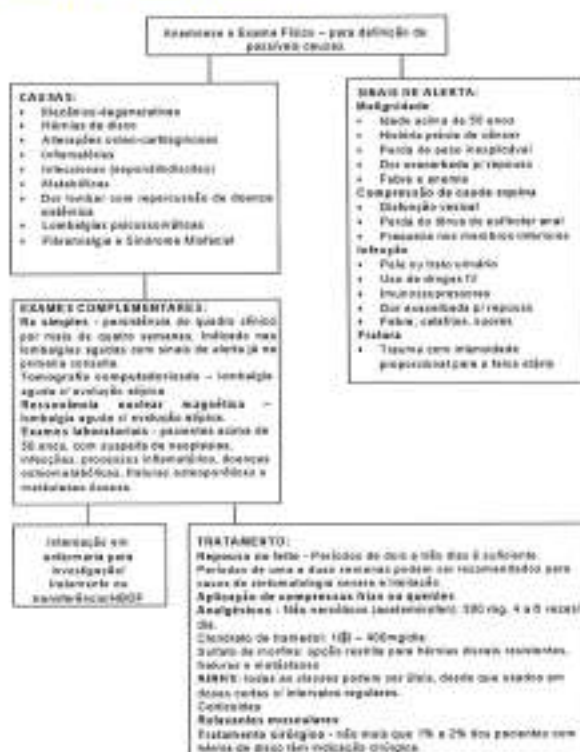 Anamnese e Exame Físico – para definição de
possíveis causas
CAUSAS:
• Mecânico-degenerativas
• Hérnias de disco
• Alterações osteo-cartilaginosas
• Inflamatórias
• Infecciosas (espondilodiscites)
• Metabólicas
• Dor lombar com repercussão de doença
sistêmica
• Lombalgias psicossomáticas
• Fibromialgia e Síndrome Miofacial
SINAIS DE ALERTA:
Malignidade
• Idade acima de 50 anos
• História prévia de câncer
• Perda de peso inexplicável
• Dor exacerbada p/ repouso
• Febre e anemia
Compressão de cauda equina
• Disfunção vesical
• Perda do tônus do esfíncter anal
• nos membros inferiores
Infecção
• Pele ou trato urinário
• Uso de drogas IV
• Imunossupressores
• Dor exacerbada p/ repouso
• Febre, calafrios, suores
Fratura
• Trauma com intensidade
proporcional para a faixa etária
EXAMES COMPLEMENTARES:
Rx simples - persistência do quadro clínico
por mais de quatro semanas. Indicado nas
lombalgias agudas com sinais de alerta já na
primeira consulta
Tomografia computadorizada – lombalgia
aguda c/ evolução atípica
Ressonância nuclear magnética –
lombalgia aguda c/ evolução atípica.
Exames laboratoriais - pacientes acima de
50 anos, com suspeita de neoplasias,
infecções, processos inflamatórios, doenças
osteometabólicas, fraturas osteoporóticas e
metástases ósseas.
Internação em
enfermaria para
investigação/
tratamento ou
transferência
TRATAMENTO:
Repouso no leito - Períodos de dois a três dias é suficiente.
Períodos de uma a duas semanas podem ser recomendados para
casos de sintomatologia severa e limitação
Aplicação de compressas frias ou quentes
Analgésicos - Não narcóticos (acetaminofen): 500 mg, 4 a 6 vezes/
dia.
Cloridrato de tramadol: – 400mg/dia
Sulfato de morfina: opção restrita para hérnias discais resistentes,
fraturas e metástases
AINHS: todas as classes podem ser úteis, desde que usados em
doses certas c/ intervalos regulares.
Corticoides
Relaxantes musculares
Tratamento cirúrgico - não mais que 1% a 2% dos pacientes com
hérnia de disco têm indicação cirúrgica.